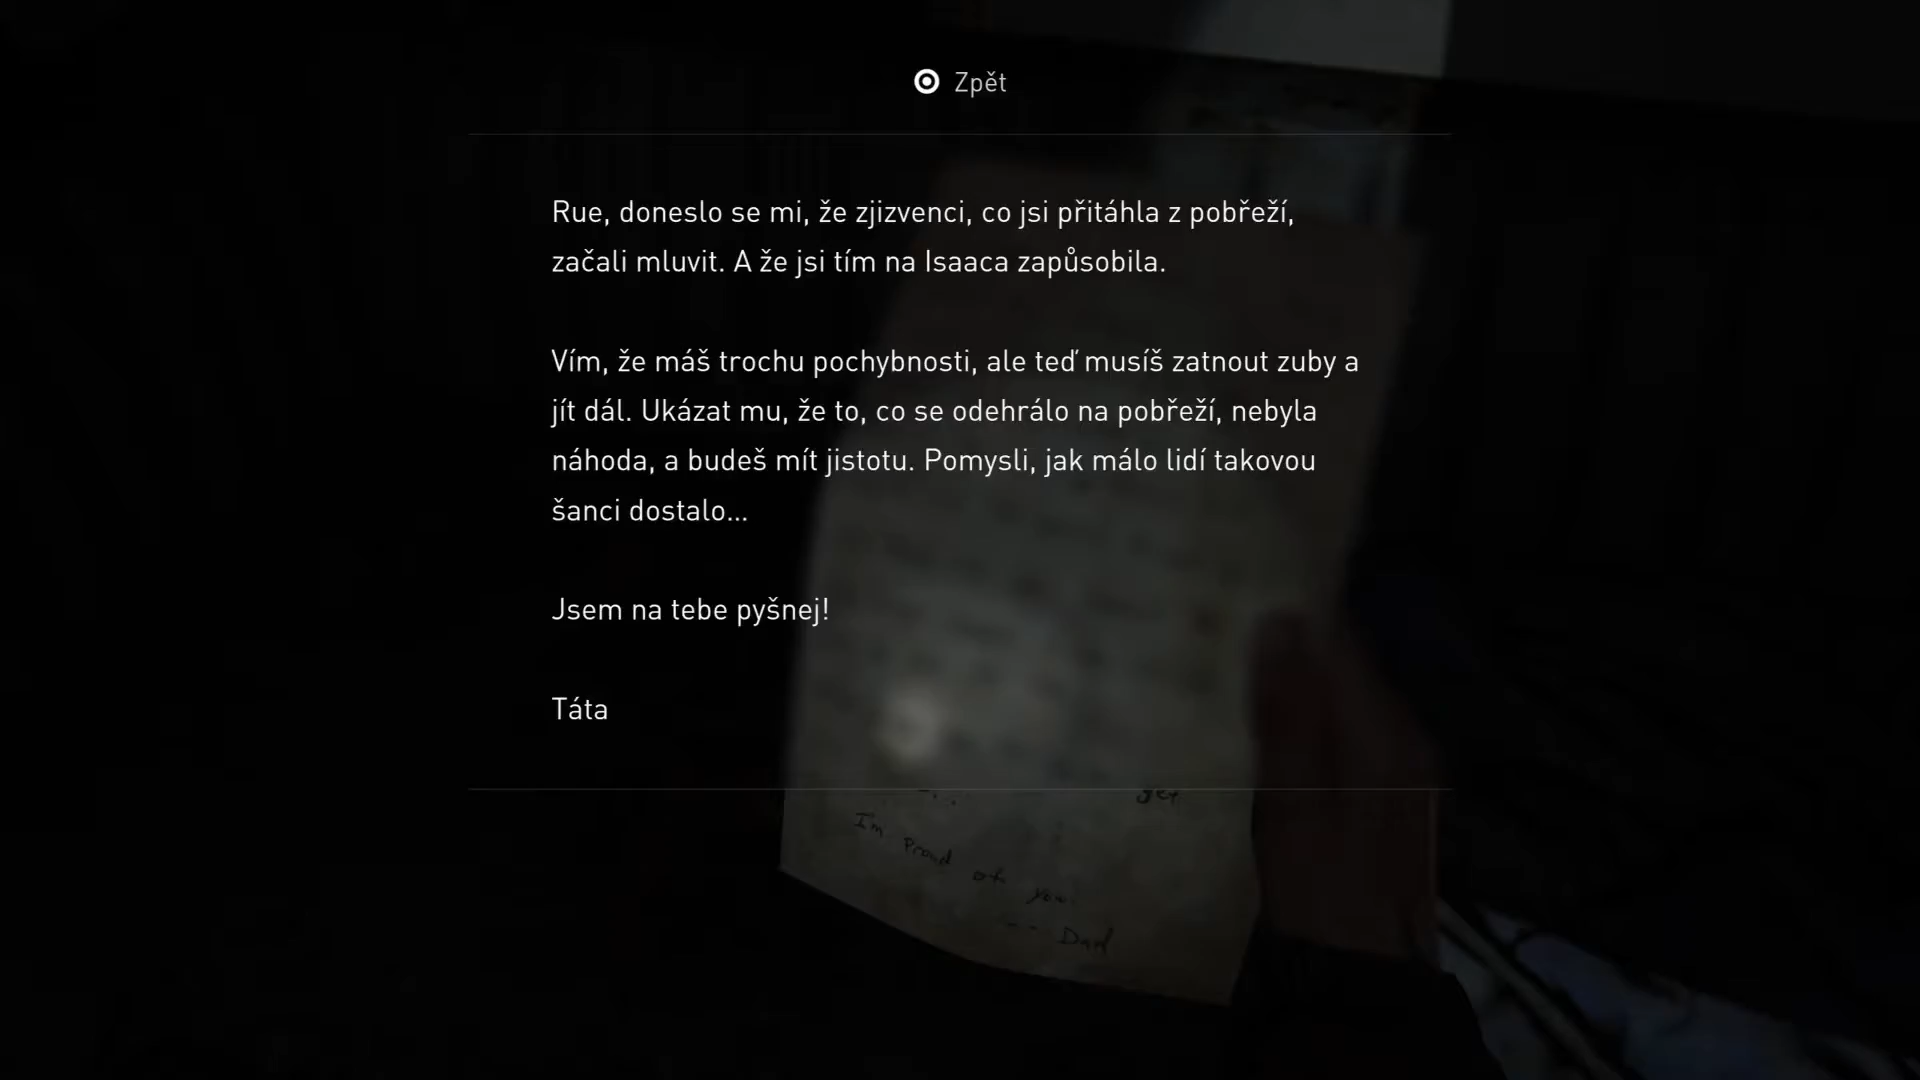 Zpět
Rue, doneslo se mi, že zjizvenci, co jsi přitáhla z pobřeží,
začali mluvit. A že jsi tím na Isaaca zapůsobila.
Vím, že máš trochu pochybnosti, ale teď musíš zatnout zuby a
jít dál. Ukázat mu, že to, co se odehrálo na pobřeží, nebyla
náhoda, a budeš mít jistotu. Pomysli, jak málo lidí takovou
šanci dostalo...
Jsem na tebe pyšnej!
Táta
get
I'm Proud of you
-- Dad